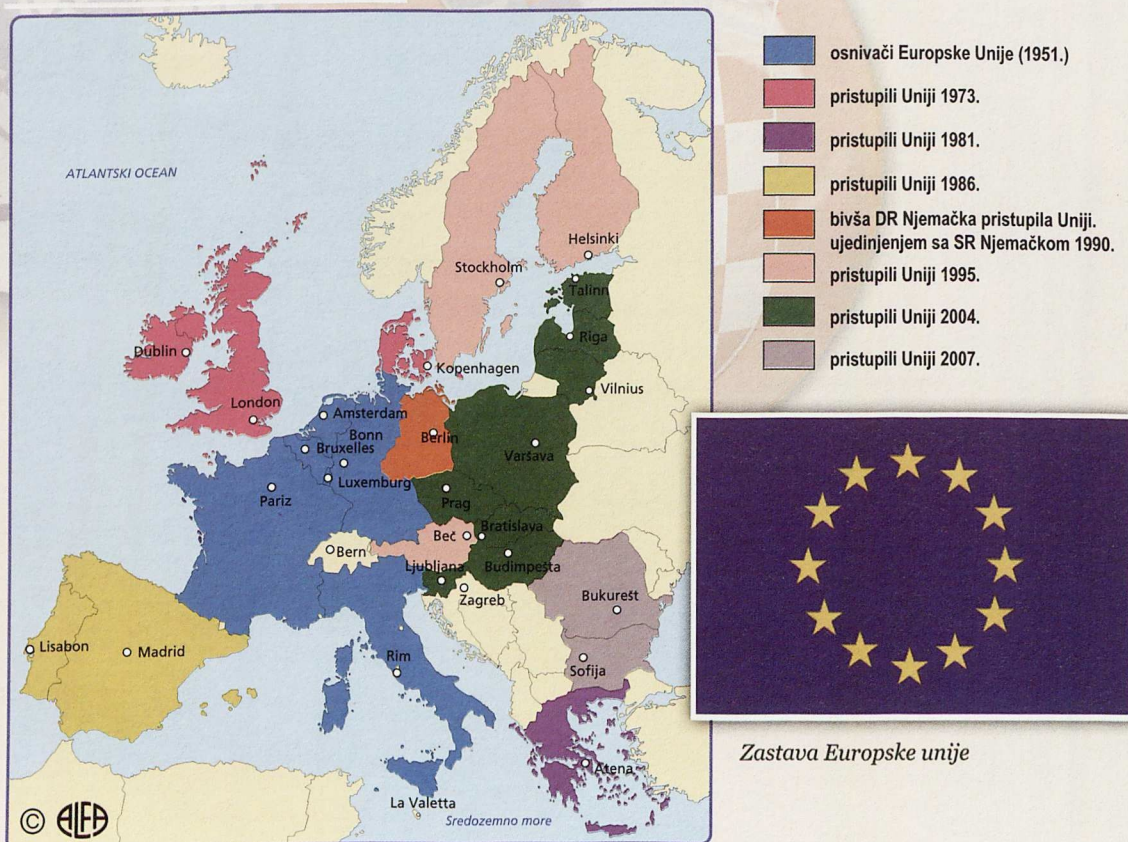 ATLANTSKI OCEAN
Helsinki
Stockholm
Talinn
Riga
Dublin
Kopenhagen
Vilnius
London
Amsterdam
Bonn
Berlin
Bruxelles
Varšava
Luxemburg
Pariz
Prag
Beč
Bratislava
Bern
Ljubljana
Budimpešta
Zagreb
Bukurešt
Lisabon
Madrid
Rim
Sofija
Atena
La Valetta
Sredozemno more
© ALFA
osnivači Europske Unije (1951.)
pristupili Uniji 1973.
pristupili Uniji 1981.
pristupili Uniji 1986.
bivša DR Njemačka pristupila Uniji.
ujedinjenjem sa SR Njemačkom 1990.
pristupili Uniji 1995.
pristupili Uniji 2004.
pristupili Uniji 2007.
Zastava Europske unije